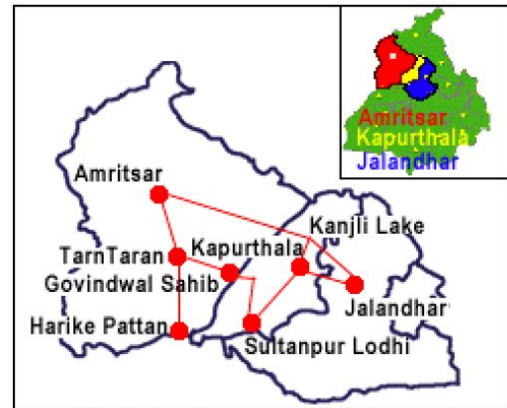 Amritsar
Kapurthala
Jalandhar
Amritsar
Kanjli Lake
Kapurthala
TarnTaran
Govindwal Sahib
Jalandhar
Harike Pattan
Sultanpur Lodhi